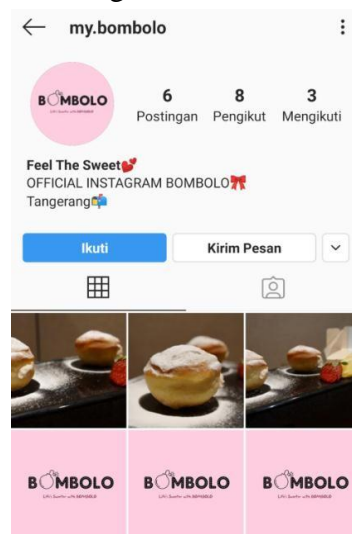 my.bombolo
BOMBOLO
6 8 3
Postingan Pengikut Mengikuti
Feel The Sweet💕
OFFICIAL INSTAGRAM BOMBOLO🎀
Tangerang📬
Ikuti Kirim Pesan
BOMBOLO BOMBOLO BOMBOLO